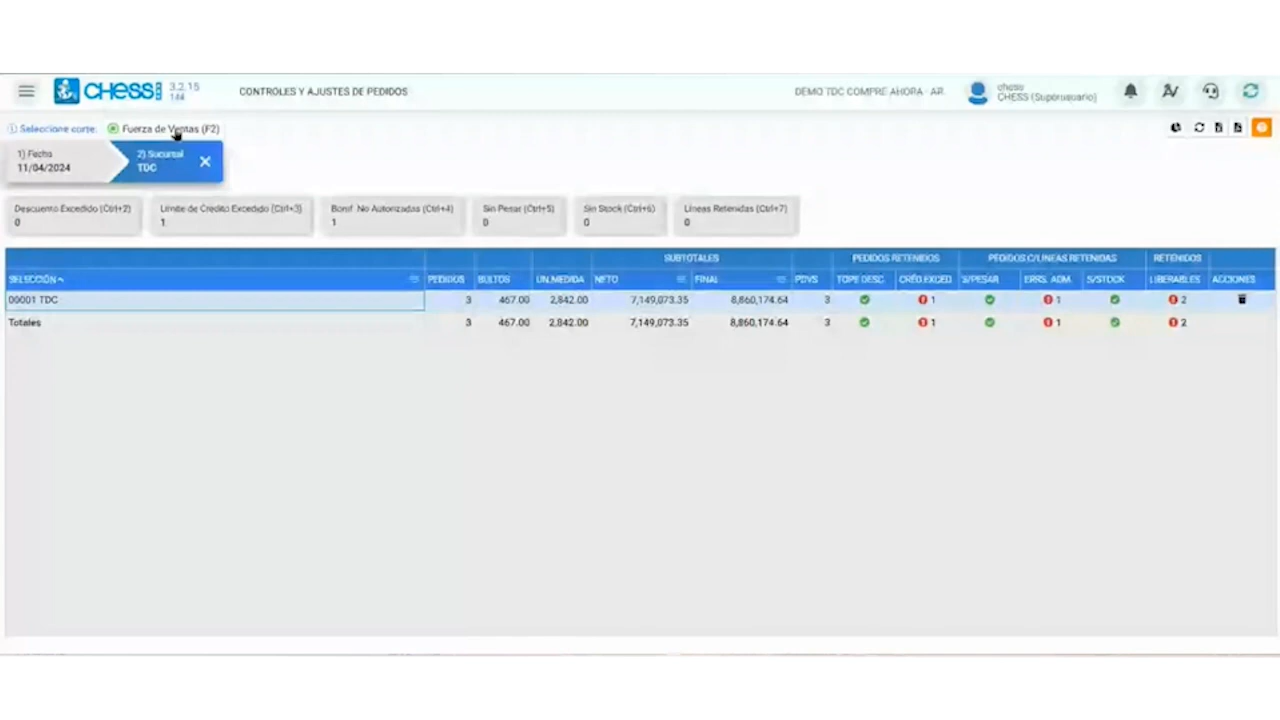 CHESS 3.2.15
144
CONTROLES Y AJUSTES DE PEDIDOS
DEMO TDC COMPRE AHORA - AR
chess
CHESS (Superusuario)
Seleccione corte
Fuerza de Ventas (F2)
1) Fecha
11/04/2024
2) Sucursal
TDC
Descuento Excedido (Ctrl+2)
0
Limite de Credito Excedido (Ctrl+3)
1
Bonif. No Autorizadas (Ctrl+4)
1
Sin Pesar (Ctrl+5)
0
Sin Stock (Ctrl+6)
0
Líneas Retenidas (Ctrl+7)
0
SUBTOTALES PEDIDOS RETENIDOS PEDIDOS C/LINEAS RETENIDAS RETENIDOS
SELECCIÓN PEDIDOS BULTOS UN.MEDIDA NETO FINAL PDVS TOPE DESC. CRÉD.EXCED S/PESAR ERRS. ADM. S/STOCK LIBERABLES ACCIONES
00001 TDC 3 467.00 2,842.00 7,149,073.35 8,860,174.64 3 1 1 2
Totales 3 467.00 2,842.00 7,149,073.35 8,860,174.64 3 1 1 2